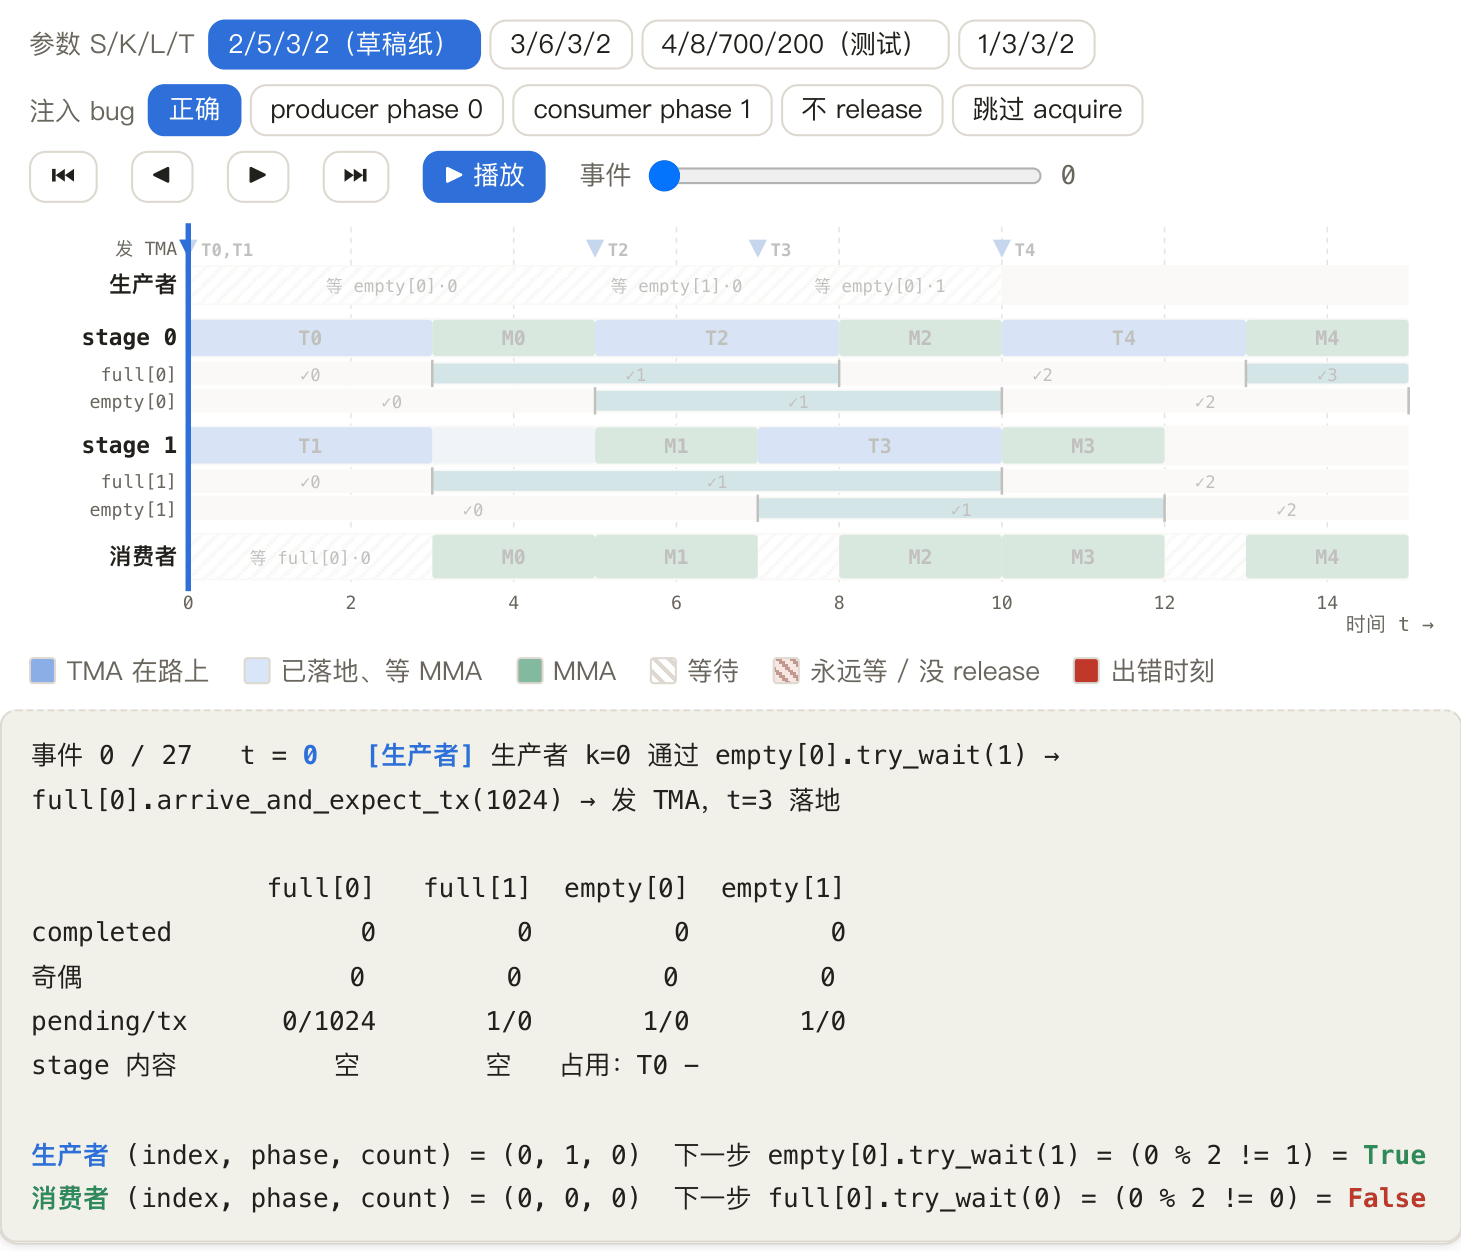 参数 S/K/L/T 2/5/3/2（草稿纸） 3/6/3/2 4/8/700/200（测试） 1/3/3/2
注入 bug 正确 producer phase 0 consumer phase 1 不 release 跳过 acquire
播放 事件 0
发 TMA T0,T1 T2 T3 T4
生产者 等 empty[0]·0 等 empty[1]·0 等 empty[0]·1
stage 0 T0 M0 T2 M2 T4 M4
full[0] ✓0 ✓1 ✓2 ✓3
empty[0] ✓0 ✓1 ✓2
stage 1 T1 M1 T3 M3
full[1] ✓0 ✓1 ✓2
empty[1] ✓0 ✓1 ✓2
消费者 等 full[0]·0 M0 M1 M2 M3 M4
0 2 4 6 8 10 12 14
时间 t →
TMA 在路上 已落地、等 MMA MMA 等待 永远等 / 没 release 出错时刻
事件 0 / 27 t = 0 [生产者] 生产者 k=0 通过 empty[0].try_wait(1) →
full[0].arrive_and_expect_tx(1024) → 发 TMA，t=3 落地
full[0] full[1] empty[0] empty[1]
completed 0 0 0 0
奇偶 0 0 0 0
pending/tx 0/1024 1/0 1/0 1/0
stage 内容 空 空 占用：T0 —
生产者 (index, phase, count) = (0, 1, 0) 下一步 empty[0].try_wait(1) = (0 % 2 != 1) = True
消费者 (index, phase, count) = (0, 0, 0) 下一步 full[0].try_wait(0) = (0 % 2 != 0) = False